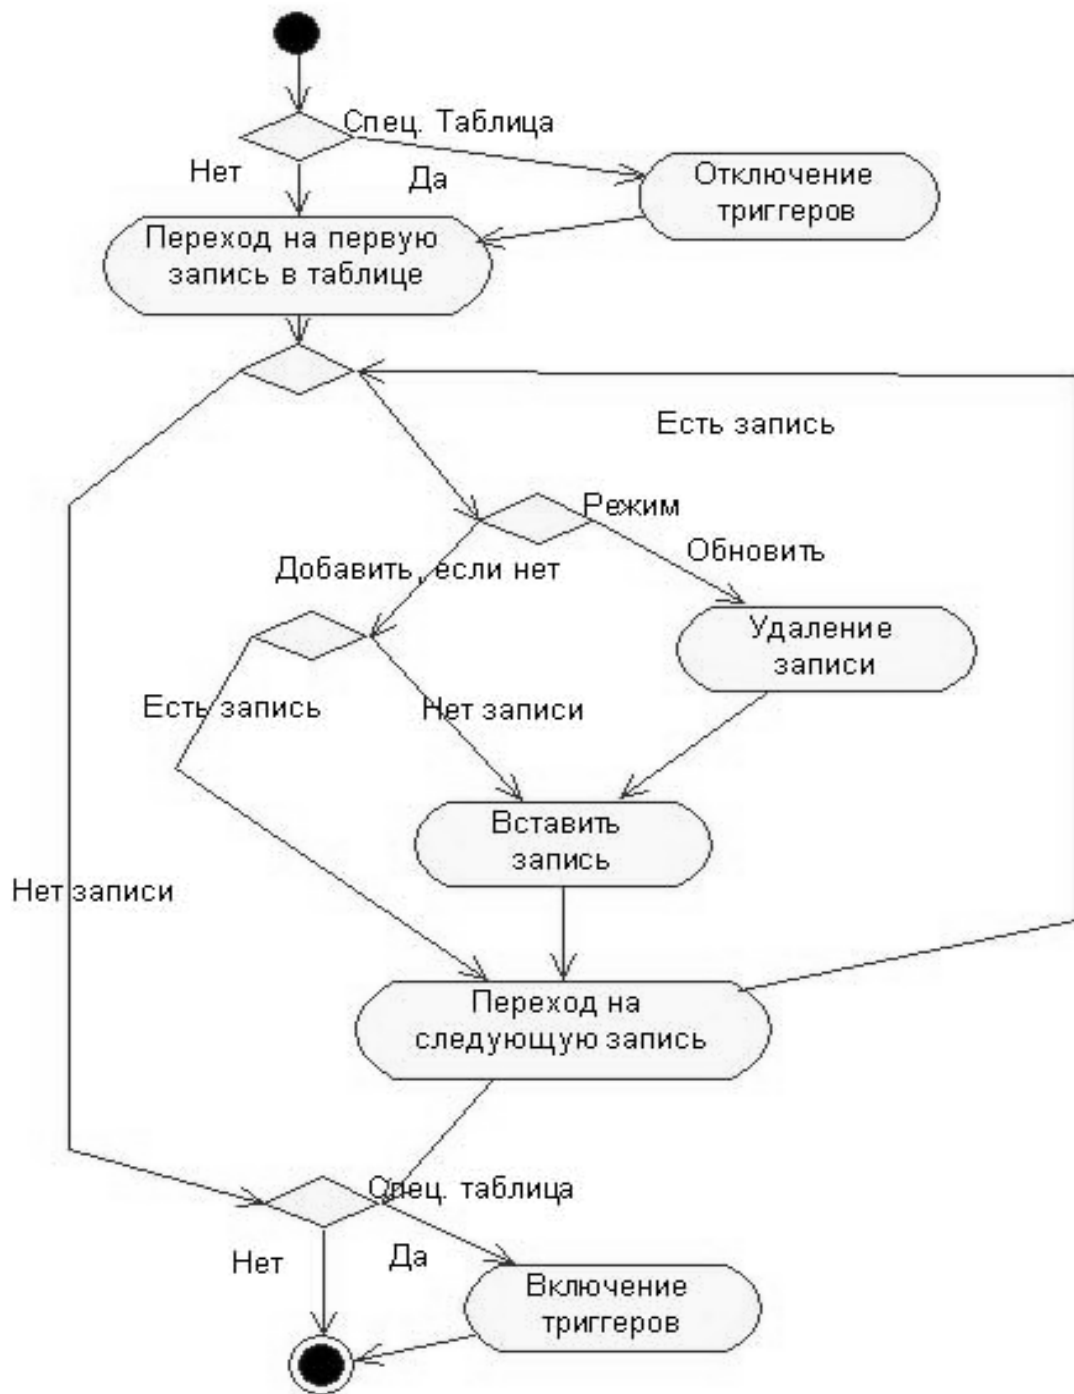 Спец. Таблица
Нет
Да
Отключение
триггеров
Переход на первую
запись в таблице
Есть запись
Режим
Обновить
Добавить, если нет
Удаление
записи
Есть запись
Нет записи
Вставить
запись
Нет записи
Переход на
следующую запись
Спец. таблица
Нет
Да
Включение
триггеров